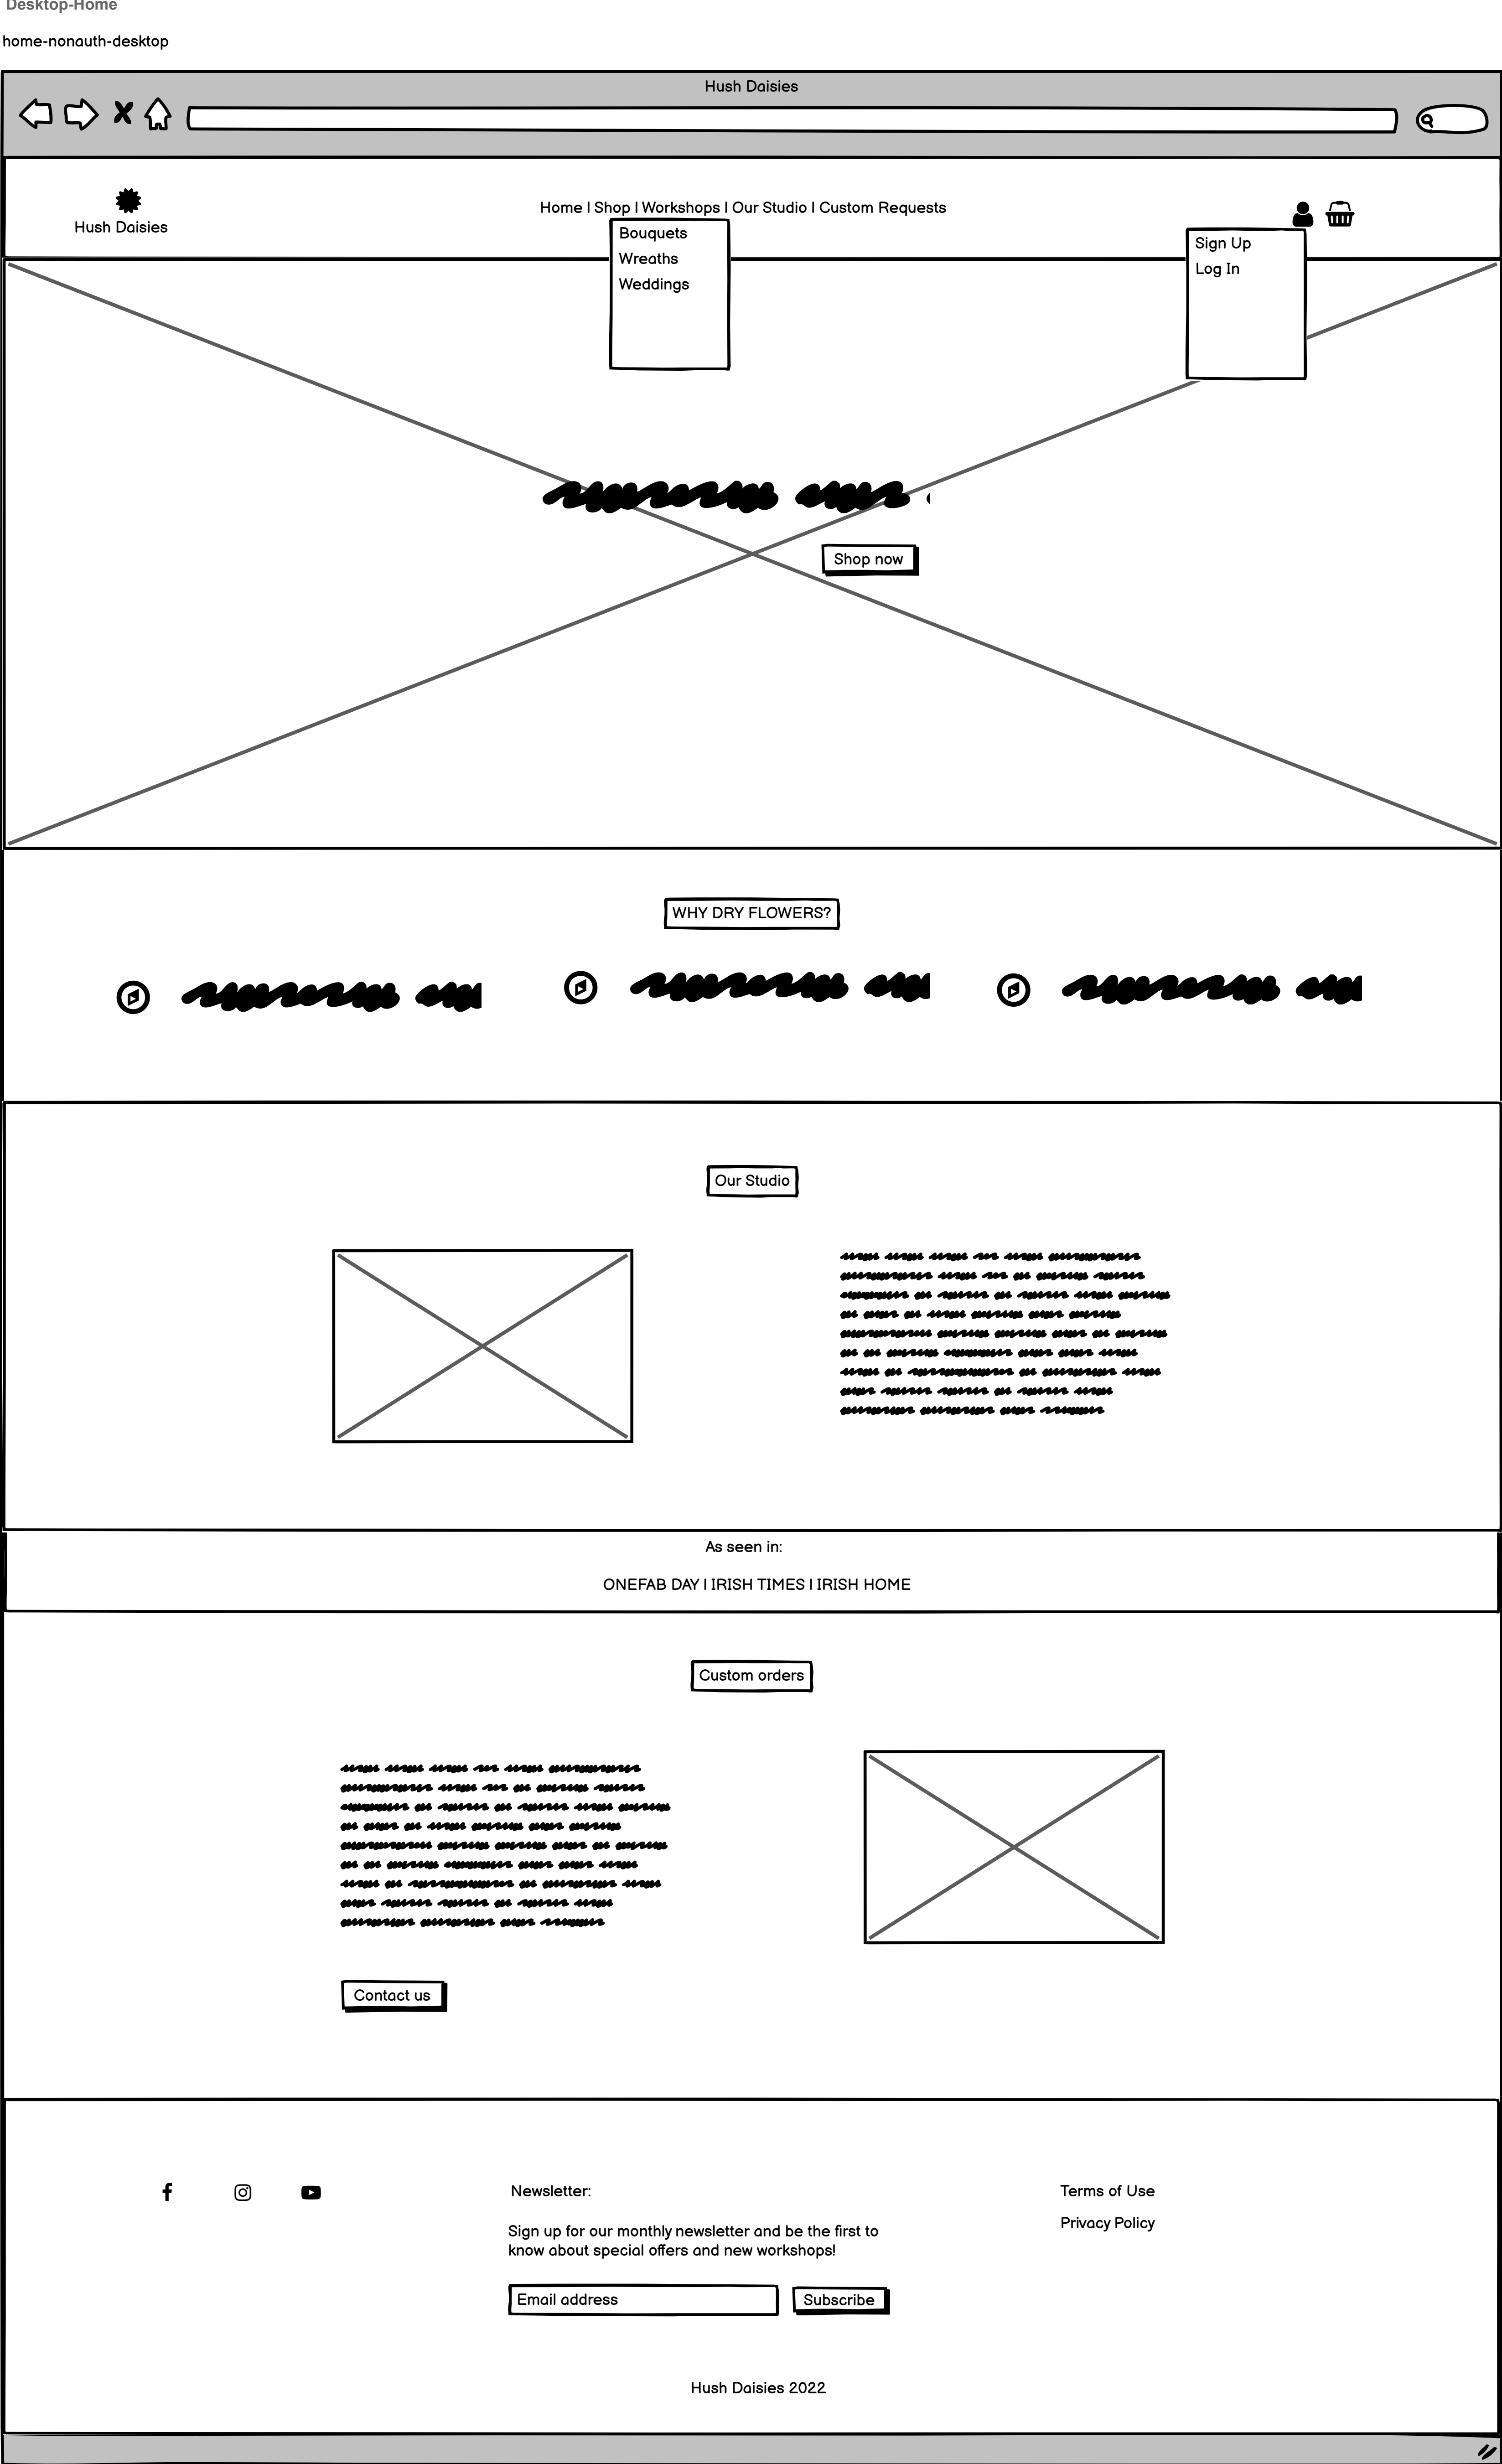 Desktop-Home
home-nonauth-desktop
Hush Daisies
Hush Daisies
Home | Shop | Workshops | Our Studio | Custom Requests
Bouquets
Wreaths
Weddings
Sign Up
Log In
Shop now
WHY DRY FLOWERS?
Our Studio
As seen in:
ONEFAB DAY | IRISH TIMES | IRISH HOME
Custom orders
Contact us
Newsletter:
Sign up for our monthly newsletter and be the first to
know about special offers and new workshops!
Email address
Subscribe
Terms of Use
Privacy Policy
Hush Daisies 2022